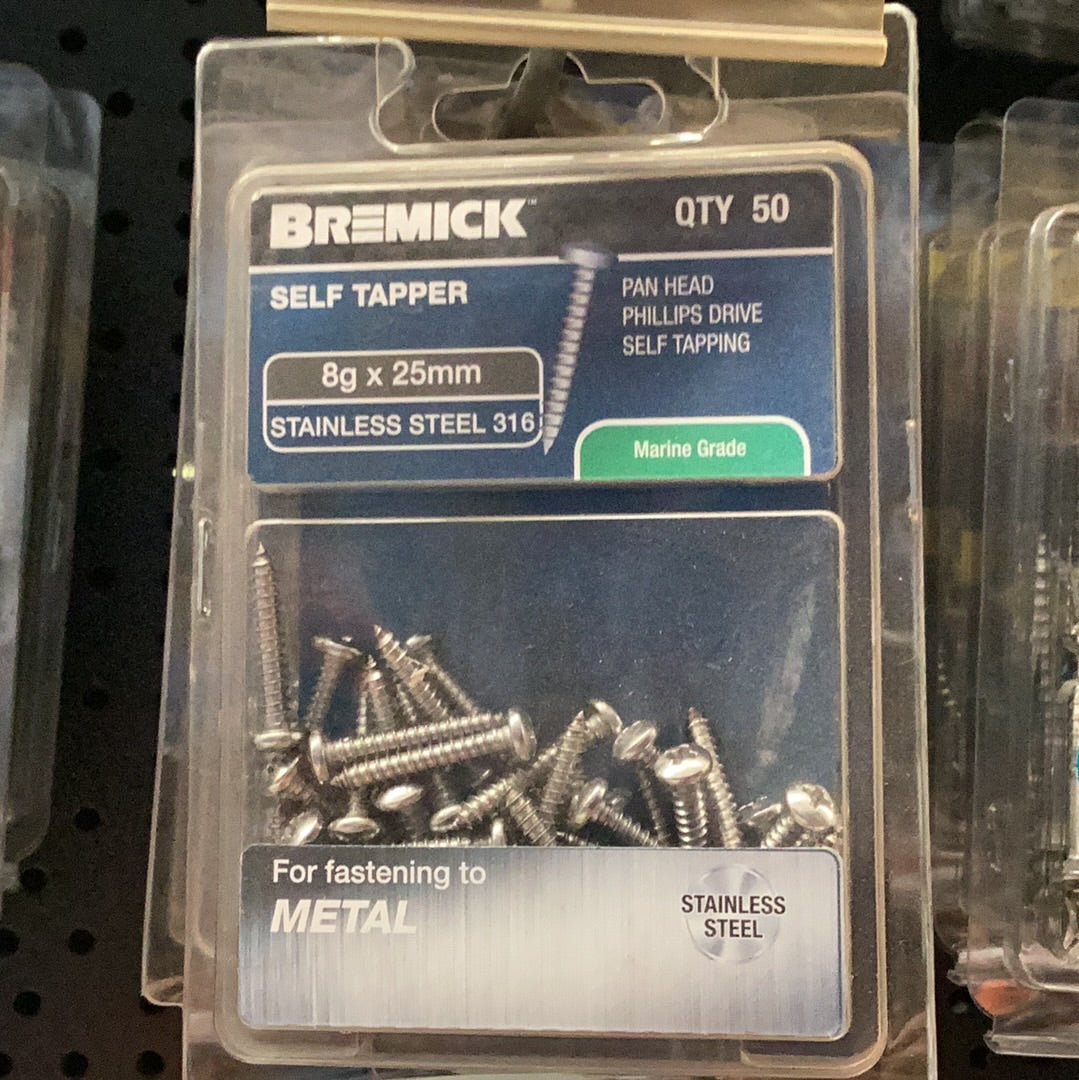 BREMICK™
QTY 50
SELF TAPPER
PAN HEAD
PHILLIPS DRIVE
SELF TAPPING
8g x 25mm
STAINLESS STEEL 316
Marine Grade
For fastening to
METAL
STAINLESS
STEEL